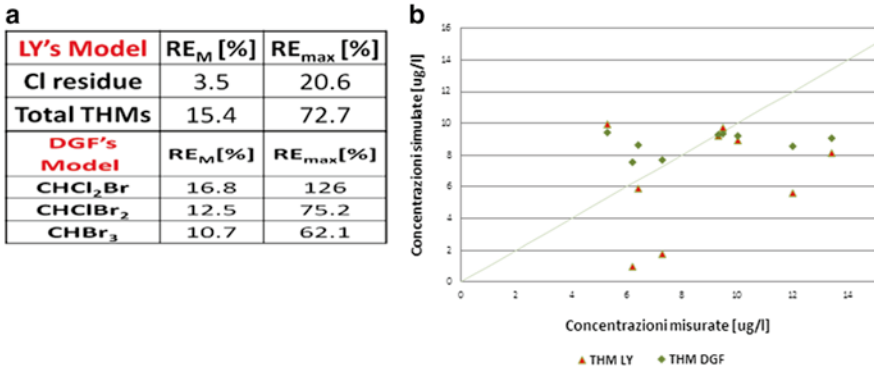 a
LY's Model RE_M [%] RE_max [%]
Cl residue 3.5 20.6
Total THMs 15.4 72.7
DGF's Model RE_M[%] RE_max[%]
CHCl₂Br 16.8 126
CHClBr₂ 12.5 75.2
CHBr₃ 10.7 62.1
b
Concentrazioni simulate [ug/l]
16
14
12
10
8
6
4
2
0
0 2 4 6 8 10 12 14
Concentrazioni misurate [ug/l]
THM LY THM DGF